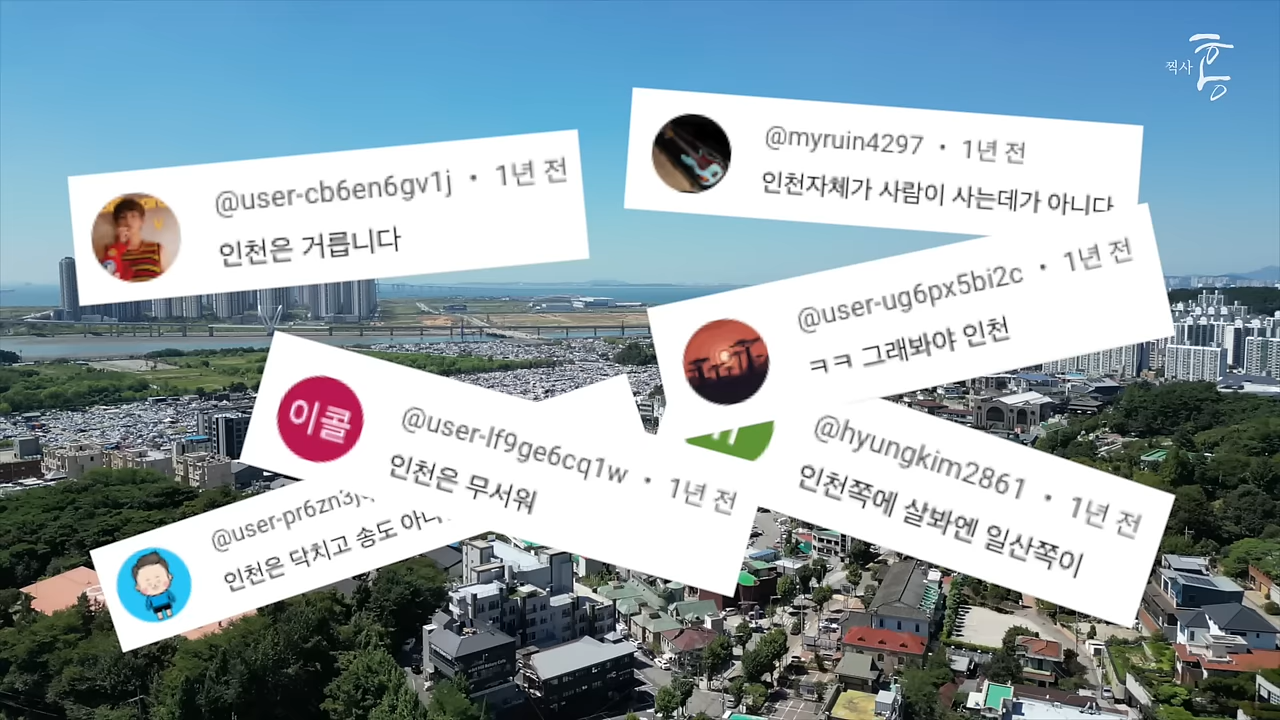 찍사 홍
@myruin4297 · 1년 전
인천자체가 사람이 사는데가 아니다
@user-cb6en6gv1j · 1년 전
인천은 거릅니다
@user-ug6px5bi2c · 1년 전
ㅋㅋ 그래봐야 인천
이콜
@user-lf9ge6cq1w · 1년 전
인천은 무서워
@hyungkim2861 · 1년 전
인천쪽에 살봐엔 일산쪽이
@user-pr6zn3j
인천은 닥치고 송도